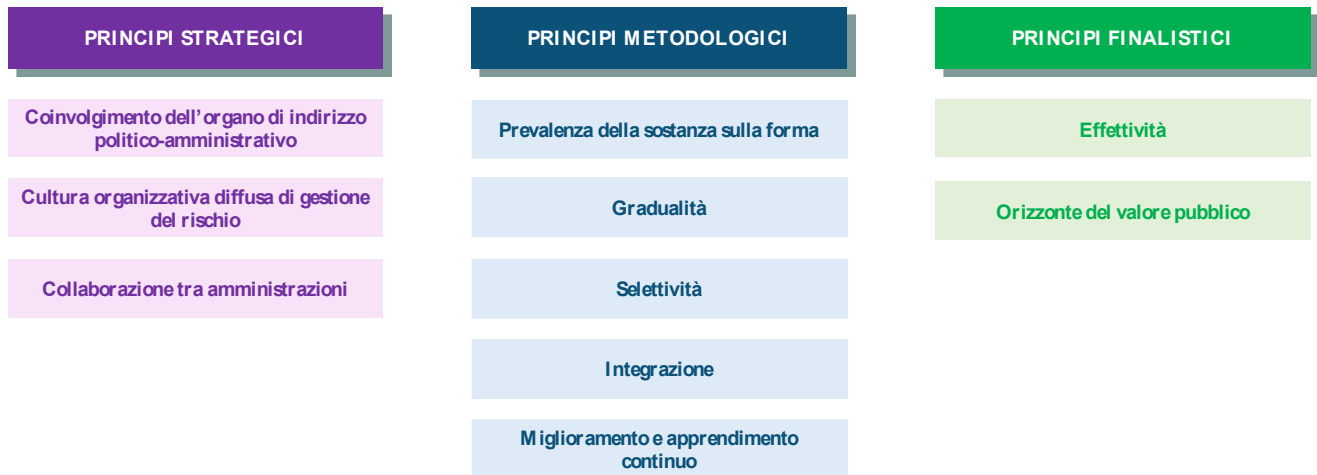 PRINCIPI STRATEGICI
Coinvolgimento dell'organo di indirizzo
politico-amministrativo
Cultura organizzativa diffusa di gestione
del rischio
Collaborazione tra amministrazioni
PRINCIPI METODOLOGICI
Prevalenza della sostanza sulla forma
Gradualità
Selettività
Integrazione
Miglioramento e apprendimento
continuo
PRINCIPI FINALISTICI
Effettività
Orizzonte del valore pubblico